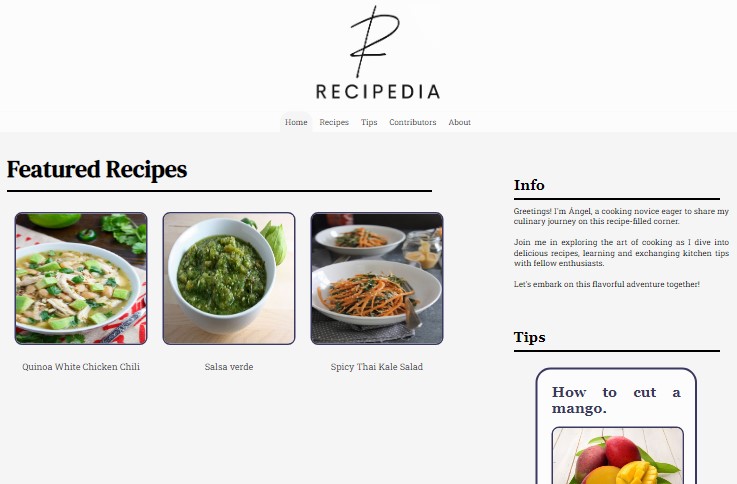 R
RECIPEDIA
Home Recipes Tips Contributors About
Featured Recipes
Quinoa White Chicken Chili
Salsa verde
Spicy Thai Kale Salad
Info
Greetings! I'm Ángel, a cooking novice eager to share my
culinary journey on this recipe-filled corner.
Join me in exploring the art of cooking as I dive into
delicious recipes, learning and exchanging kitchen tips
with fellow enthusiasts.
Let's embark on this flavorful adventure together!
Tips
How to cut a
mango.